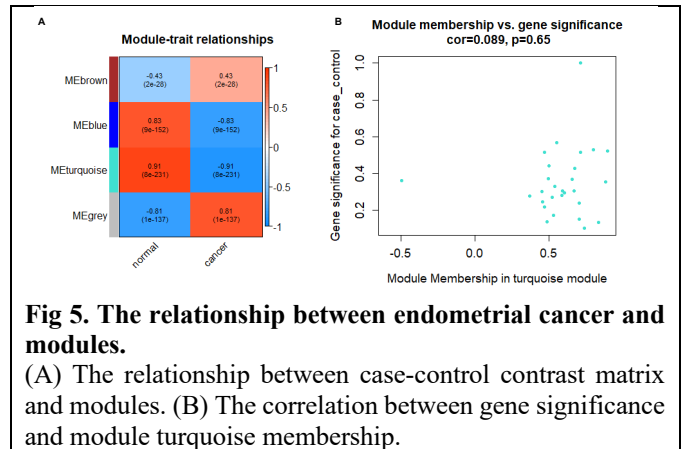 A
Module-trait relationships
MEbrown
-0.43
(2e-28)
0.43
(2e-28)
MEblue
0.83
(9e-152)
-0.83
(9e-152)
MEturquoise
0.91
(8e-231)
-0.91
(8e-231)
MEgrey
-0.81
(1e-137)
0.81
(1e-137)
normal
cancer
1
0.5
0
-0.5
-1
B
Module membership vs. gene significance
cor=0.089, p=0.65
Gene significance for case_control
1.0
0.8
0.6
0.4
0.2
-0.5
0.0
0.5
Module Membership in turquoise module
Fig 5. The relationship between endometrial cancer and
modules.
(A) The relationship between case-control contrast matrix
and modules. (B) The correlation between gene significance
and module turquoise membership.